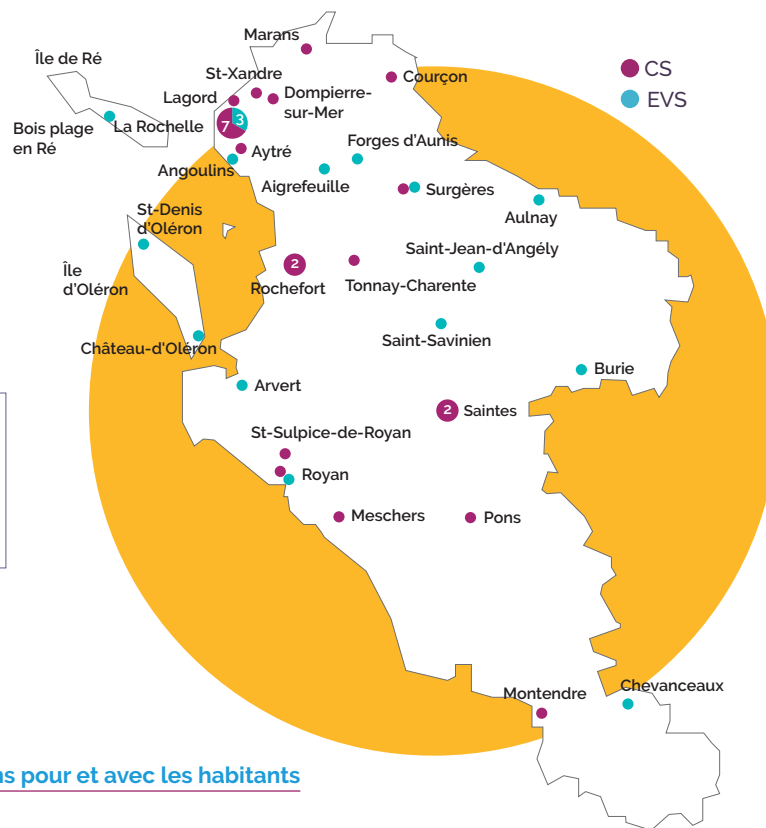 Marans
Île de Ré
St-Xandre
Courçon
CS
EVS
Lagord
Dompierre-
sur-Mer
Bois plage
en Ré
La Rochelle
7
3
Aytré
Forges d'Aunis
Angoulins
Aigrefeuille
Surgères
Aulnay
St-Denis
d'Oléron
Saint-Jean-d'Angély
Île
d'Oléron
2
Rochefort
Tonnay-Charente
Saint-Savinien
Château-d'Oléron
Burie
Arvert
2
Saintes
St-Sulpice-de-Royan
Royan
Meschers
Pons
Montendre
Chevanceaux
pour et avec les habitants